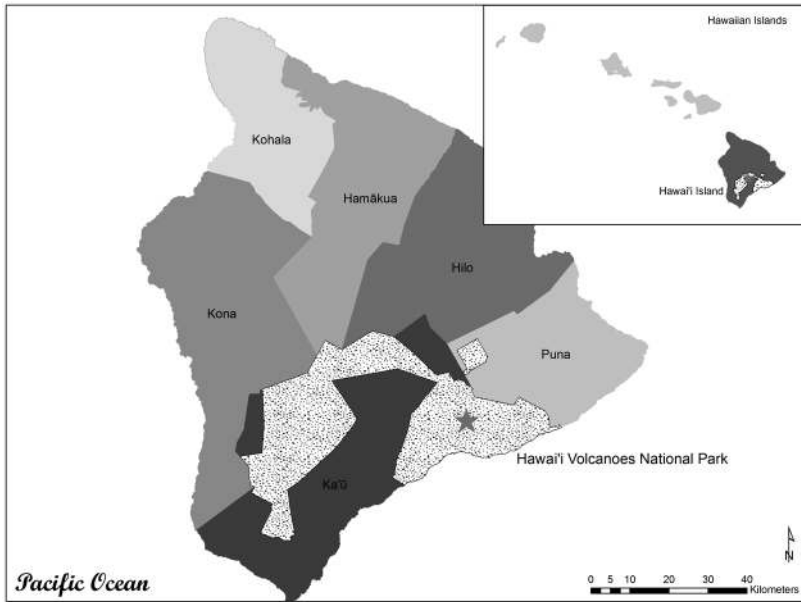 Hawaiian Islands
Hawai'i Island
Kohala
Hamākua
Hilo
Kona
Puna
Hawai'i Volcanoes National Park
Ka'ū
N
Pacific Ocean
0 5 10 20 30 40
Kilometers